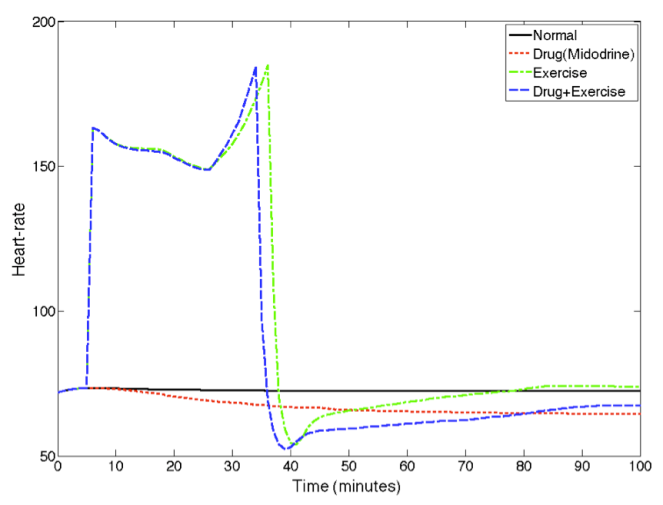 200
150
100
50
Heart-rate
Normal
Drug(Midodrine)
Exercise
Drug+Exercise
0 10 20 30 40 50 60 70 80 90 100
Time (minutes)